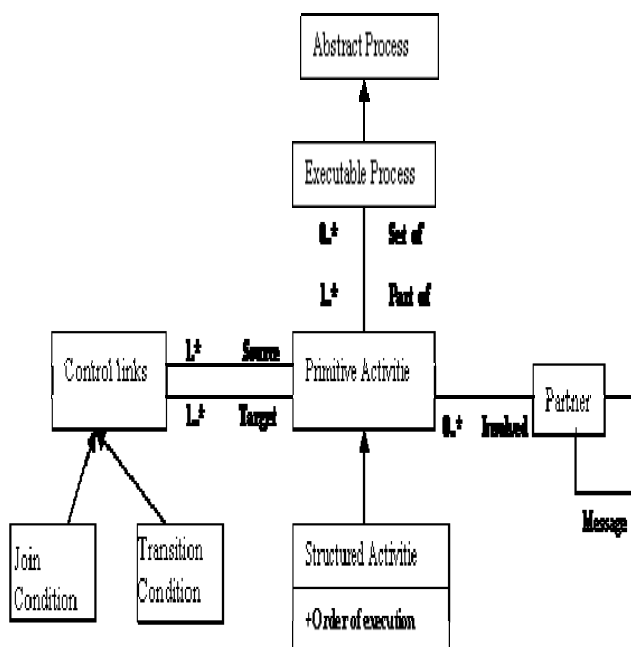 Abstract Process
Executable Process
0..* Set of
1..* Part of
Control links
1.* Source
1..* Target
Primitive Activitie
0..* Involved
Partner
Message
Join
Condition
Transition
Condition
Structured Activitie
+Order of execution